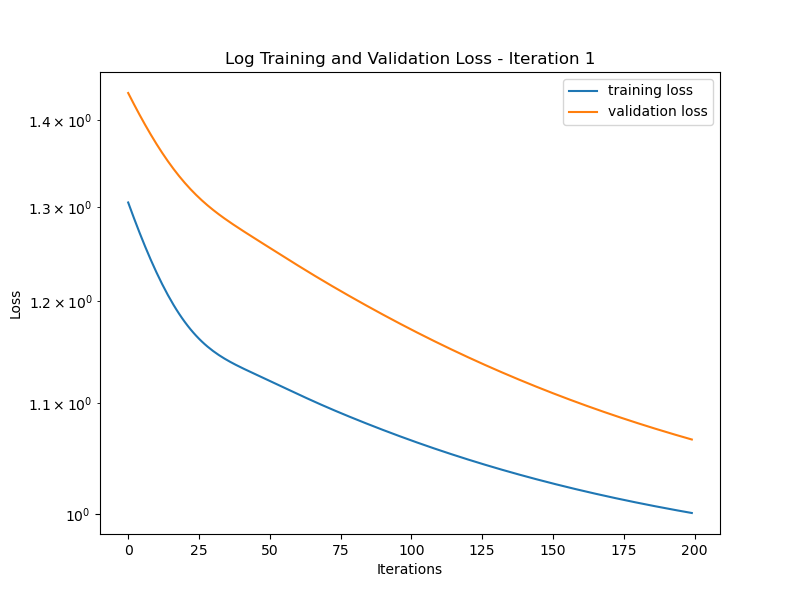 Log Training and Validation Loss - Iteration 1
training loss
validation loss
Loss
1.4 × 10⁰
1.3 × 10⁰
1.2 × 10⁰
1.1 × 10⁰
10⁰
0 25 50 75 100 125 150 175 200
Iterations